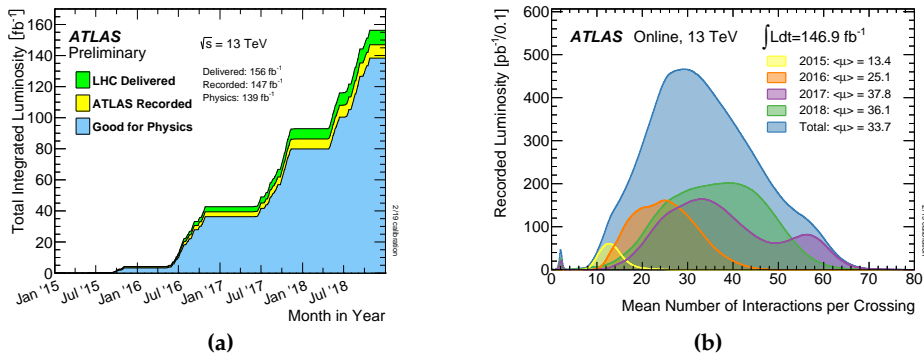 ATLAS
Preliminary
√s = 13 TeV
LHC Delivered
ATLAS Recorded
Good for Physics
Delivered: 156 fb⁻¹
Recorded: 147 fb⁻¹
Physics: 139 fb⁻¹
Total Integrated Luminosity [fb⁻¹]
160
140
120
100
80
60
40
20
0
Jan '15
Jul '15
Jan '16
Jul '16
Jan '17
Jul '17
Jan '18
Jul '18
Month in Year
2/19 calibration
(a)
ATLAS Online, 13 TeV
∫Ldt=146.9 fb⁻¹
2015: <μ> = 13.4
2016: <μ> = 25.1
2017: <μ> = 37.8
2018: <μ> = 36.1
Total: <μ> = 33.7
Recorded Luminosity [pb⁻¹/0.1]
600
500
400
300
200
100
0
0 10 20 30 40 50 60 70 80
Mean Number of Interactions per Crossing
(b)